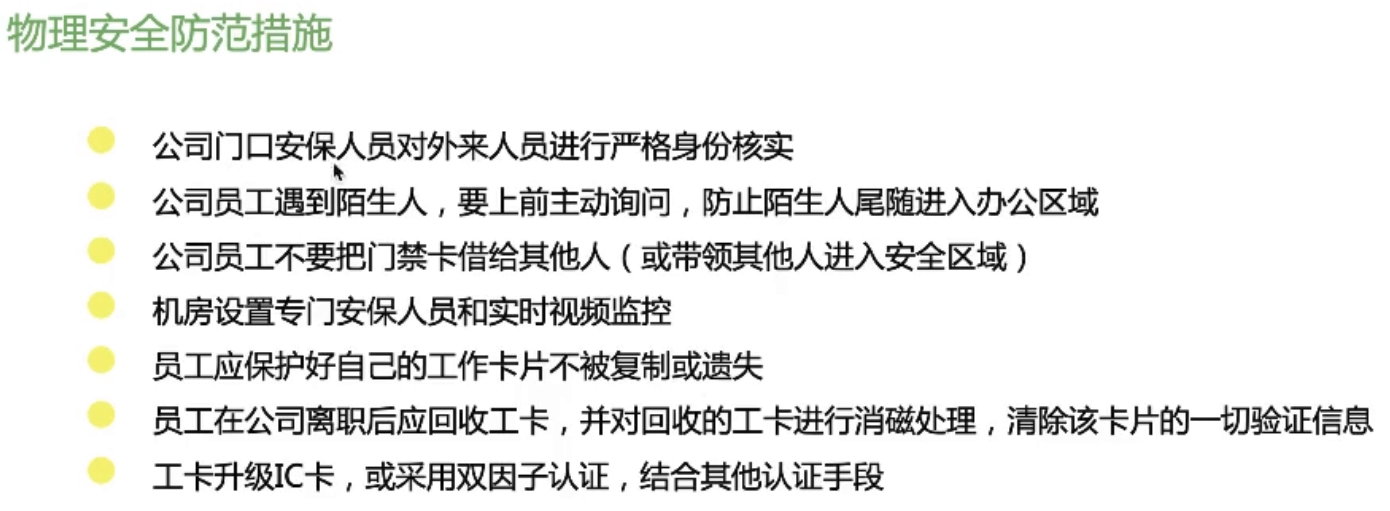 物理安全防范措施
公司门口安保人员对外来人员进行严格身份核实
公司员工遇到陌生人，要上前主动询问，防止陌生人尾随进入办公区域
公司员工不要把门禁卡借给其他人（或带领其他人进入安全区域）
机房设置专门安保人员和实时视频监控
员工应保护好自己的工作卡片不被复制或遗失
员工在公司离职后应回收工卡，并对回收的工卡进行消磁处理，清除该卡片的一切验证信息
工卡升级IC卡，或采用双因子认证，结合其他认证手段